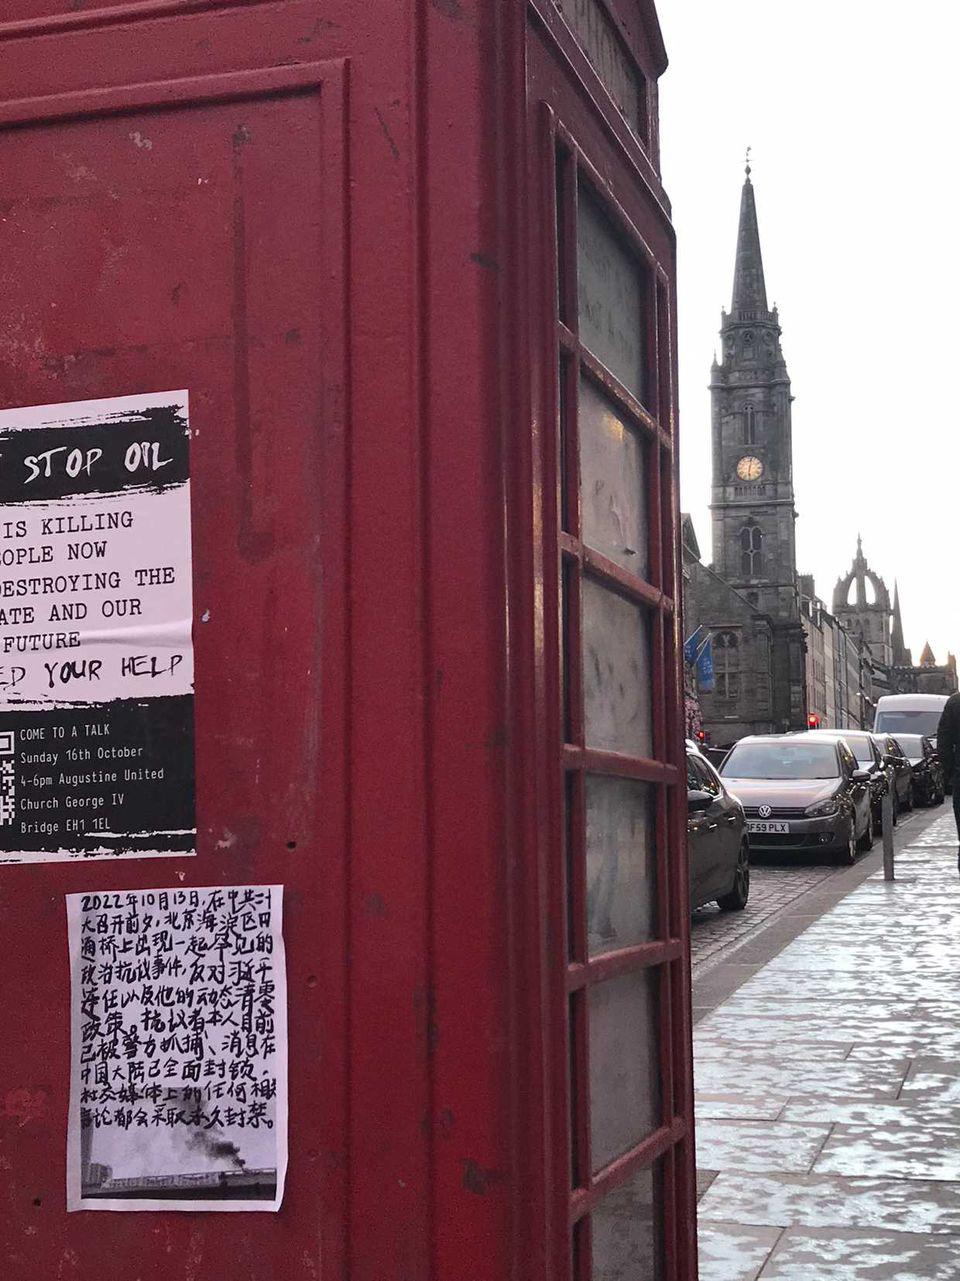 STOP OIL
IS KILLING
EOPLE NOW
DESTROYING THE
ATE AND OUR
FUTURE
ED YOUR HELP
COME TO A TALK
Sunday 16th October
4-6pm Augustine United
Church George IV
Bridge EH1 1EL
2022年10月13日,在中共二十
大召开前夕,北京海淀区四
通桥上出现一起罕见的
政治抗议事件,反对习近平
连任以及他的动态清零
政策。抗议者本人目前
已被警方抓捕、消息在
中国大陆已全面封锁,
社交媒体上的任何相关
言论都会采取永久封禁。
F59 PLX